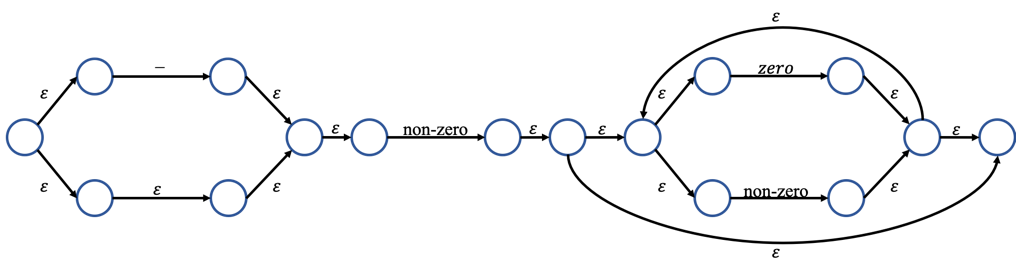 ε
– zero
ε ε ε ε
ε non-zero ε ε ε
ε ε ε ε
ε non-zero
ε